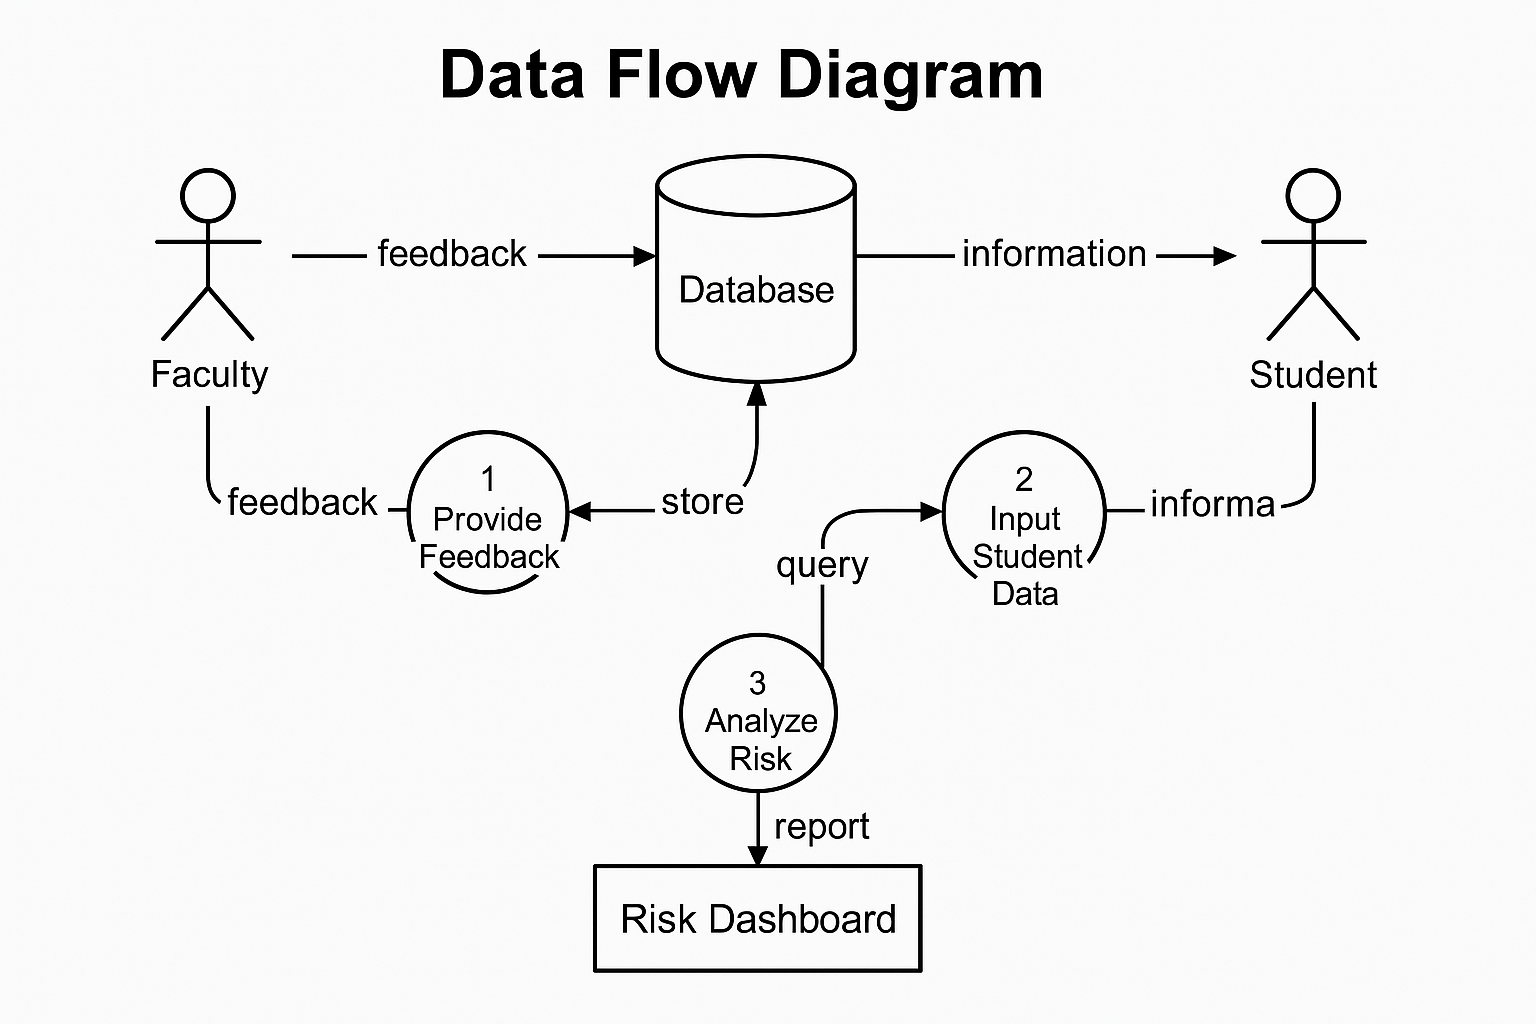 Data Flow Diagram
feedback
Database
information
Faculty
Student
1
Provide
Feedback
feedback
store
query
2
Input
Student
Data
informa
3
Analyze
Risk
report
Risk Dashboard